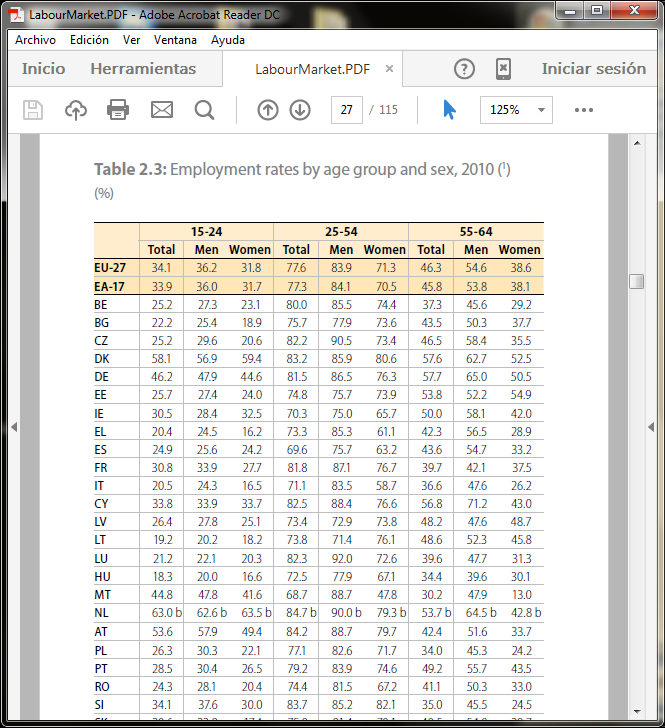 LabourMarket.PDF - Adobe Acrobat Reader DC
Archivo Edición Ver Ventana Ayuda
Inicio Herramientas LabourMarket.PDF × ? Iniciar sesión
27 / 115 125%
Table 2.3: Employment rates by age group and sex, 2010 (¹)
(%)
15-24 25-54 55-64
Total Men Women Total Men Women Total Men Women
EU-27 34.1 36.2 31.8 77.6 83.9 71.3 46.3 54.6 38.6
EA-17 33.9 36.0 31.7 77.3 84.1 70.5 45.8 53.8 38.1
BE 25.2 27.3 23.1 80.0 85.5 74.4 37.3 45.6 29.2
BG 22.2 25.4 18.9 75.7 77.9 73.6 43.5 50.3 37.7
CZ 25.2 29.6 20.6 82.2 90.5 73.4 46.5 58.4 35.5
DK 58.1 56.9 59.4 83.2 85.9 80.6 57.6 62.7 52.5
DE 46.2 47.9 44.6 81.5 86.5 76.3 57.7 65.0 50.5
EE 25.7 27.4 24.0 74.8 75.7 73.9 53.8 52.2 54.9
IE 30.5 28.4 32.5 70.3 75.0 65.7 50.0 58.1 42.0
EL 20.4 24.5 16.2 73.3 85.3 61.1 42.3 56.5 28.9
ES 24.9 25.6 24.2 69.6 75.7 63.2 43.6 54.7 33.2
FR 30.8 33.9 27.7 81.8 87.1 76.7 39.7 42.1 37.5
IT 20.5 24.3 16.5 71.1 83.5 58.7 36.6 47.6 26.2
CY 33.8 33.9 33.7 82.5 88.4 76.6 56.8 71.2 43.0
LV 26.4 27.8 25.1 73.4 72.9 73.8 48.2 47.6 48.7
LT 19.2 20.2 18.2 73.8 71.4 76.1 48.6 52.3 45.8
LU 21.2 22.1 20.3 82.3 92.0 72.6 39.6 47.7 31.3
HU 18.3 20.0 16.6 72.5 77.9 67.1 34.4 39.6 30.1
MT 44.8 47.8 41.6 68.7 88.7 47.8 30.2 47.9 13.0
NL 63.0 b 62.6 b 63.5 b 84.7 b 90.0 b 79.3 b 53.7 b 64.5 b 42.8 b
AT 53.6 57.9 49.4 84.2 88.7 79.7 42.4 51.6 33.7
PL 26.3 30.3 22.1 77.1 82.6 71.7 34.0 45.3 24.2
PT 28.5 30.4 26.5 79.2 83.9 74.6 49.2 55.7 43.5
RO 24.3 28.1 20.4 74.4 81.5 67.2 41.1 50.3 33.0
SI 34.1 37.6 30.0 83.7 85.2 82.1 35.0 45.5 24.5